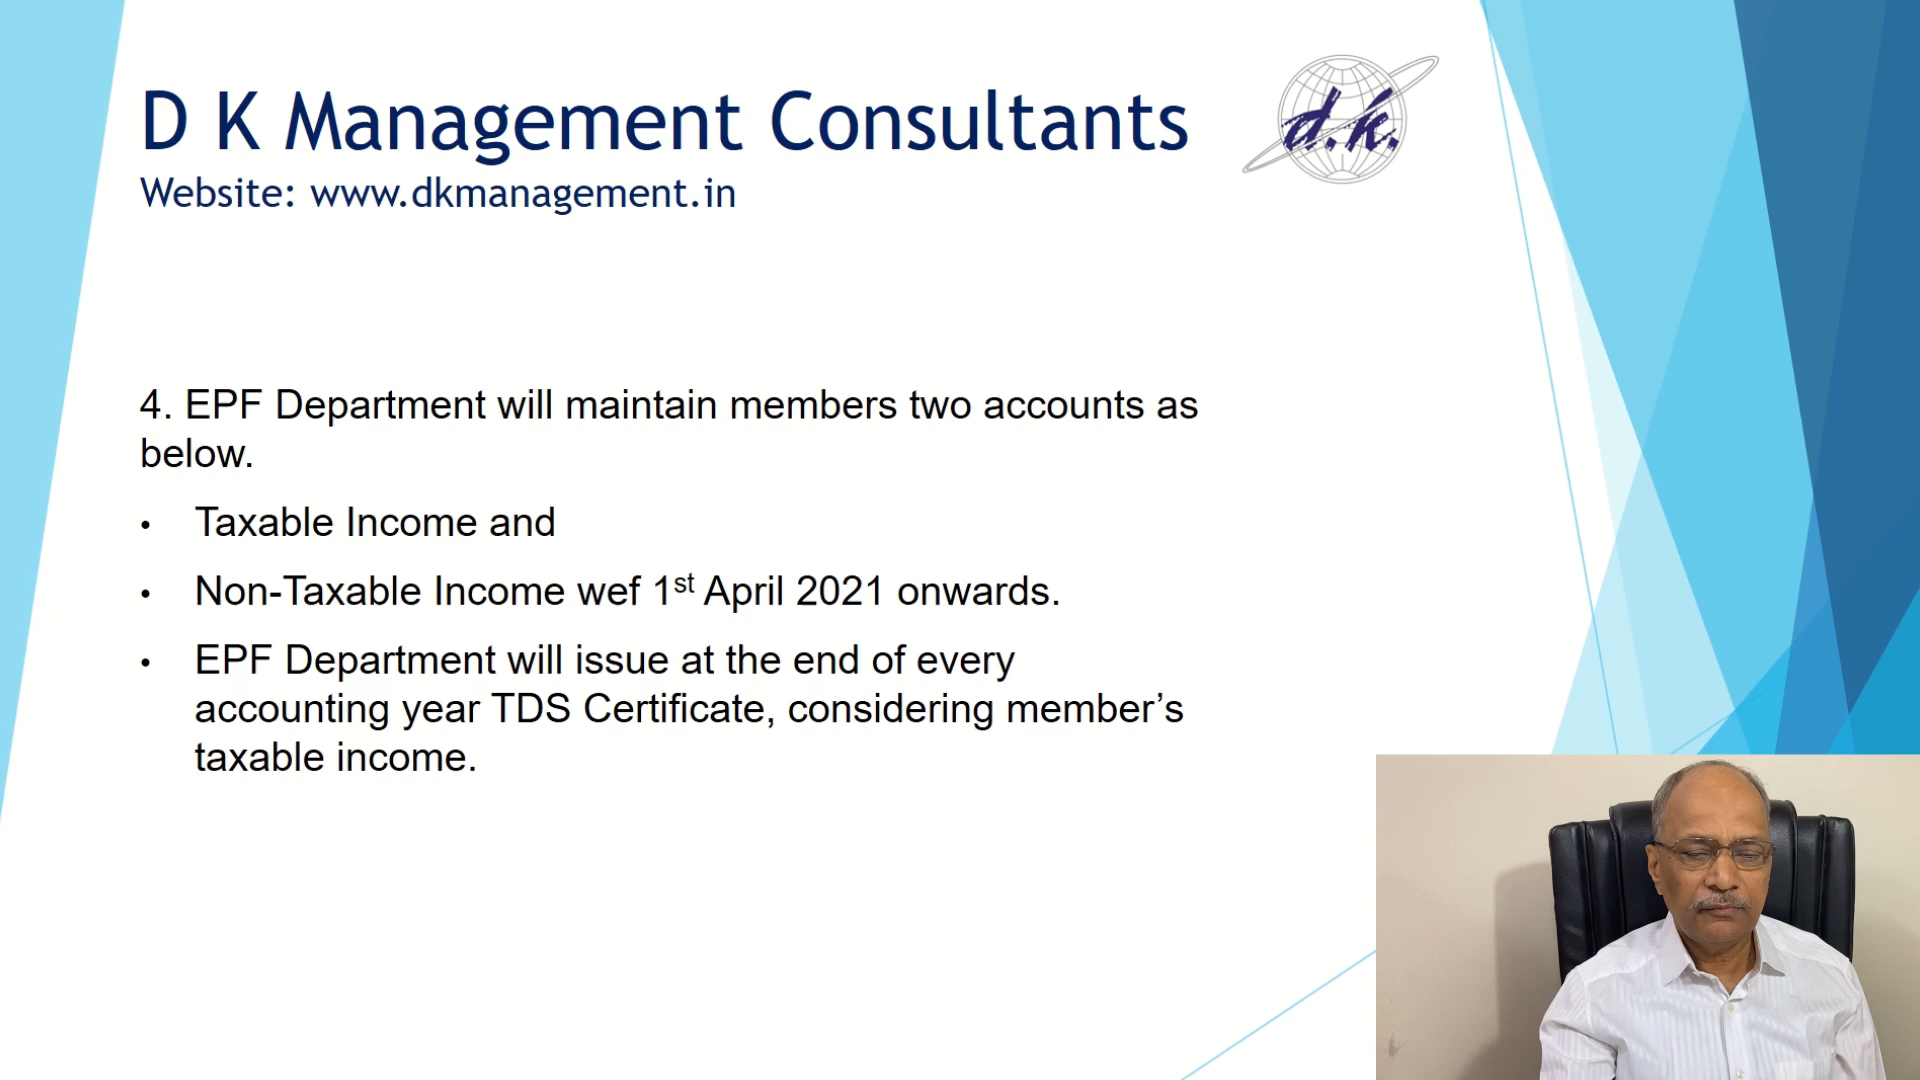 D K Management Consultants
d.k.
Website: www.dkmanagement.in
4. EPF Department will maintain members two accounts as
below.
• Taxable Income and
• Non-Taxable Income wef 1st April 2021 onwards.
• EPF Department will issue at the end of every
accounting year TDS Certificate, considering member’s
taxable income.